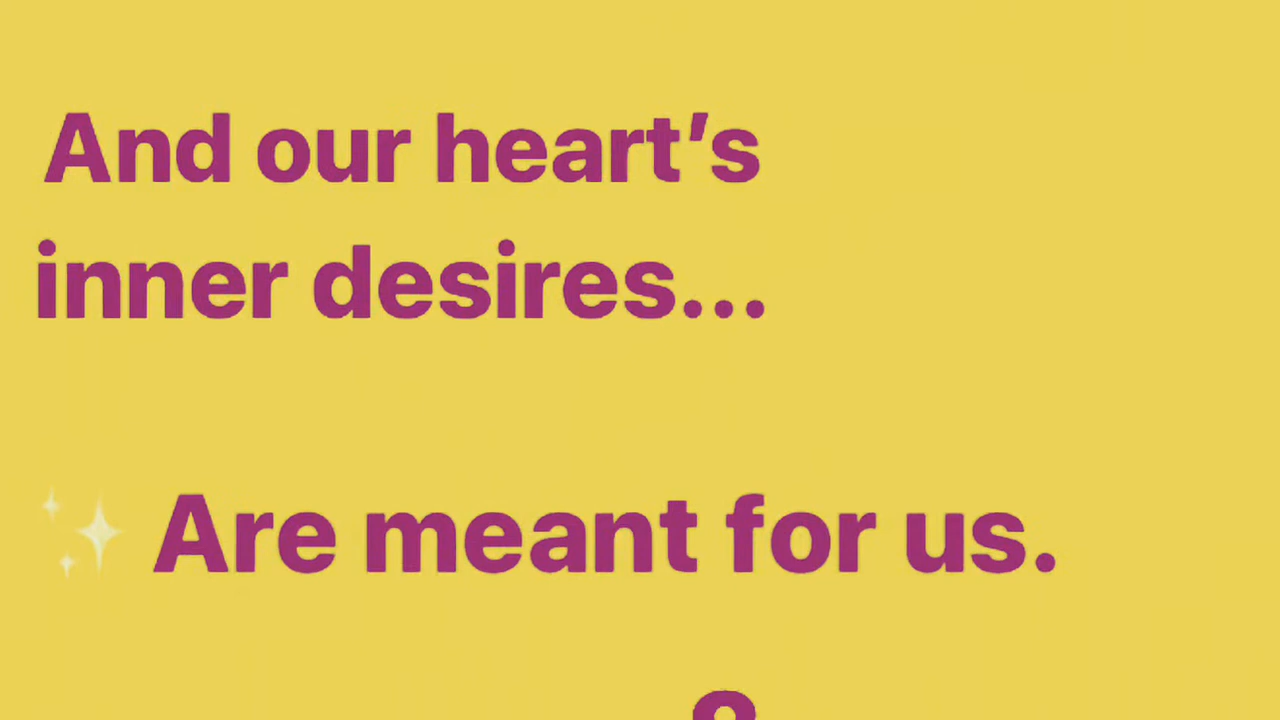 And our heart’s
inner desires...
✨ Are meant for us.